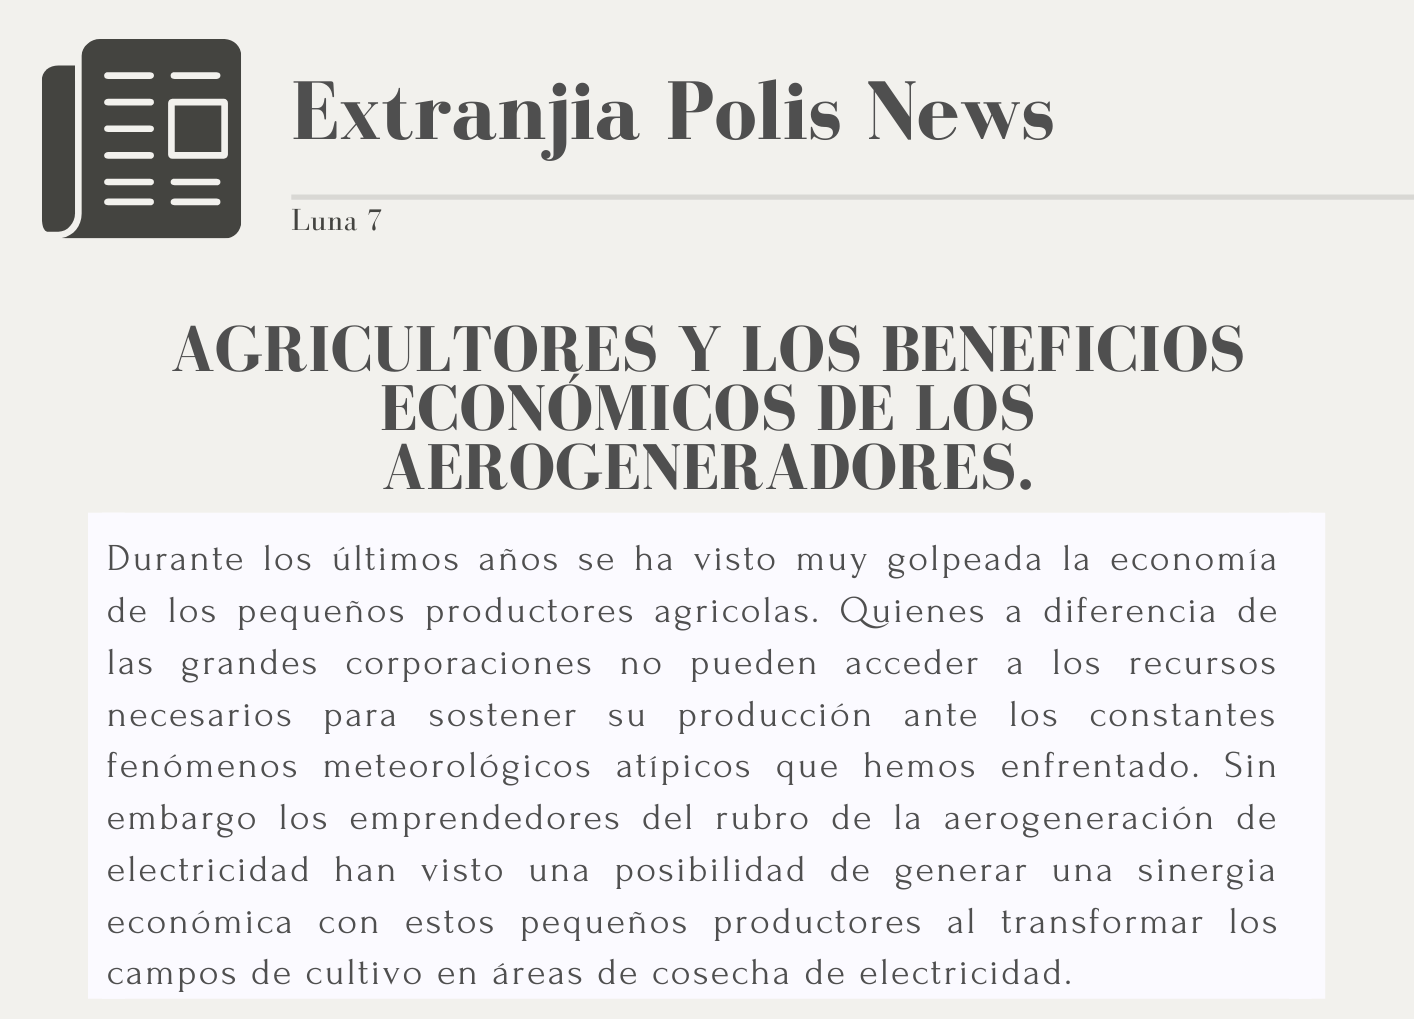 Extranjia Polis News
Luna 7
AGRICULTORES Y LOS BENEFICIOS
ECONÓMICOS DE LOS
AEROGENERADORES.
Durante los últimos años se ha visto muy golpeada la economía
de los pequeños productores agricolas. Quienes a diferencia de
las grandes corporaciones no pueden acceder a los recursos
necesarios para sostener su producción ante los constantes
fenómenos meteorológicos atípicos que hemos enfrentado. Sin
embargo los emprendedores del rubro de la aerogeneración de
electricidad han visto una posibilidad de generar una sinergia
económica con estos pequeños productores al transformar los
campos de cultivo en áreas de cosecha de electricidad.